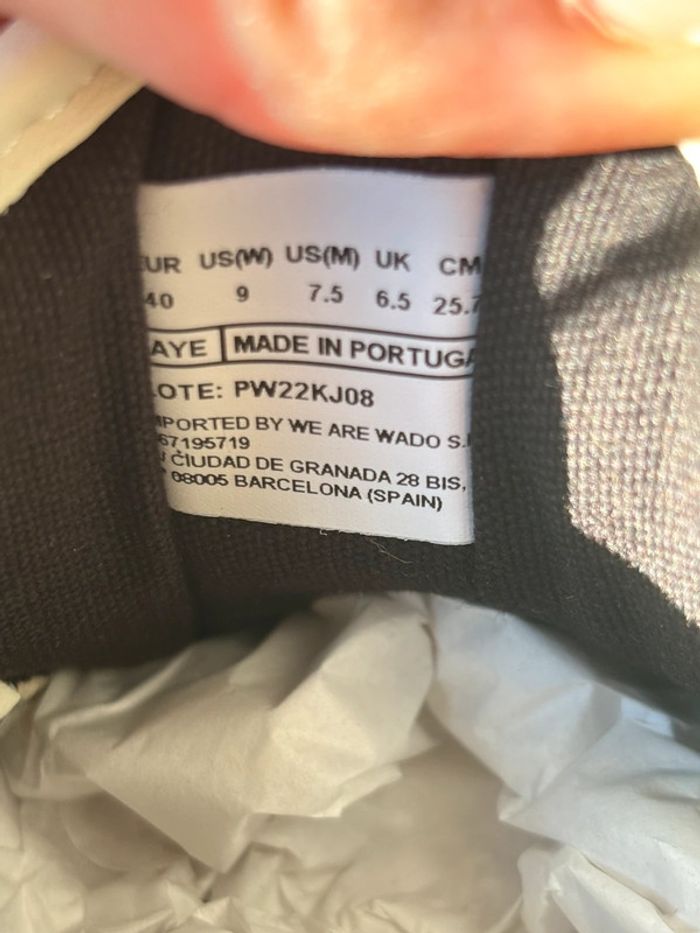 EUR US(W) US(M) UK CM
40 9 7.5 6.5 25.7
AYE MADE IN PORTUGA
LOTE: PW22KJ08
MPORTED BY WE ARE WADO S.
67195719
CIUDAD DE GRANADA 28 BIS,
08005 BARCELONA (SPAIN)